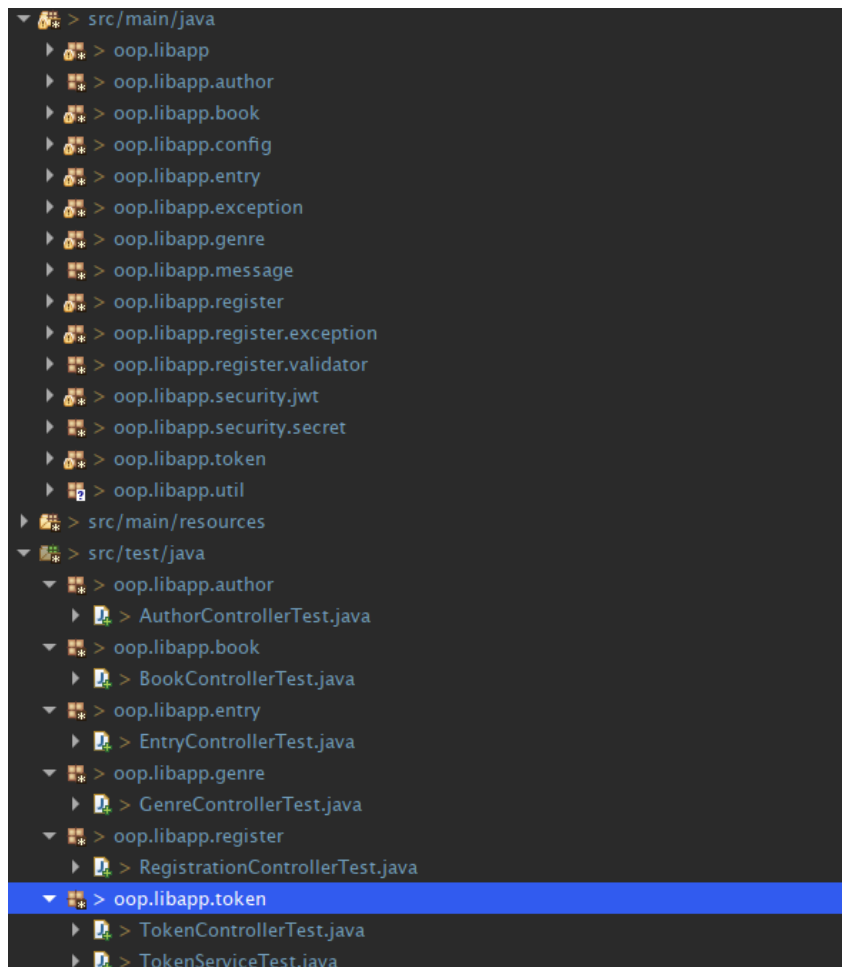 > src/main/java
> oop.libapp
> oop.libapp.author
> oop.libapp.book
> oop.libapp.config
> oop.libapp.entry
> oop.libapp.exception
> oop.libapp.genre
> oop.libapp.message
> oop.libapp.register
> oop.libapp.register.exception
> oop.libapp.register.validator
> oop.libapp.security.jwt
> oop.libapp.security.secret
> oop.libapp.token
> oop.libapp.util
> src/main/resources
> src/test/java
> oop.libapp.author
> AuthorControllerTest.java
> oop.libapp.book
> BookControllerTest.java
> oop.libapp.entry
> EntryControllerTest.java
> oop.libapp.genre
> GenreControllerTest.java
> oop.libapp.register
> RegistrationControllerTest.java
> oop.libapp.token
> TokenControllerTest.java
> TokenServiceTest.java